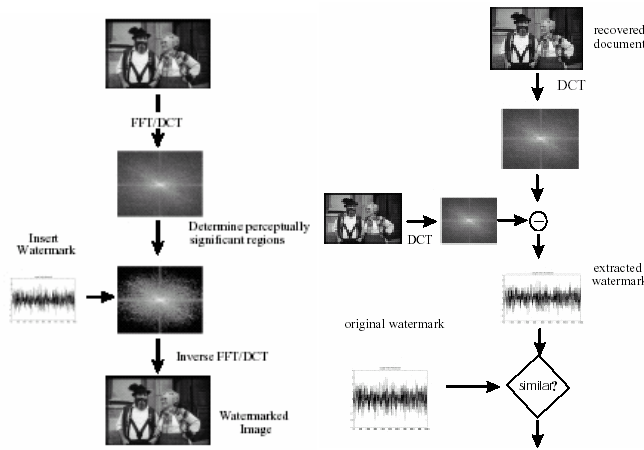 FFT/DCT
Determine perceptually
significant regions
Insert
Watermark
Inverse FFT/DCT
Watermarked
Image
recovered
document
DCT
DCT
extracted
watermark
original watermark
similar?